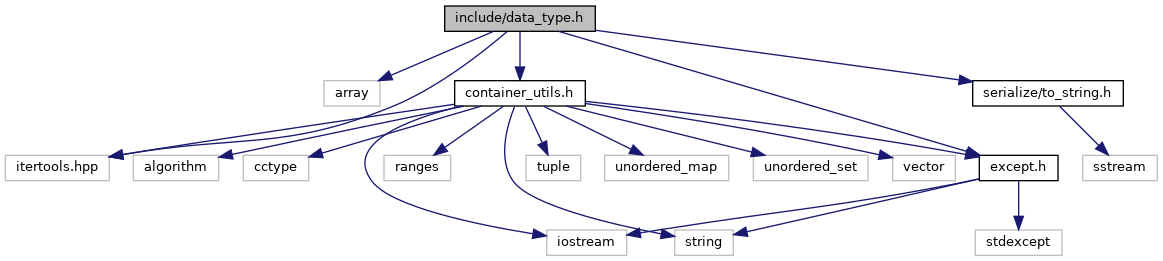 include/data_type.h
array
container_utils.h
serialize/to_string.h
itertools.hpp
algorithm
cctype
ranges
tuple
unordered_map
unordered_set
vector
except.h
sstream
iostream
string
stdexcept